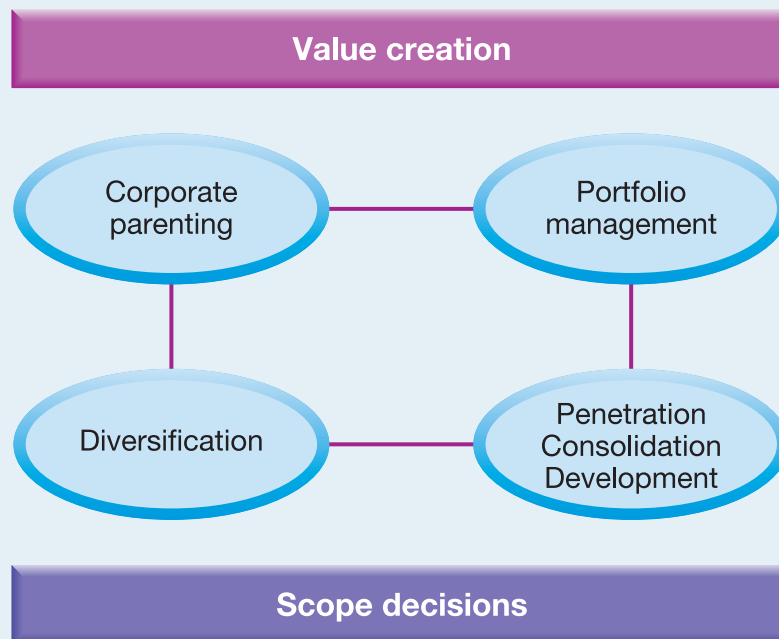 Value creation
Corporate
parenting
Portfolio
management
Diversification
Penetration
Consolidation
Development
Scope decisions